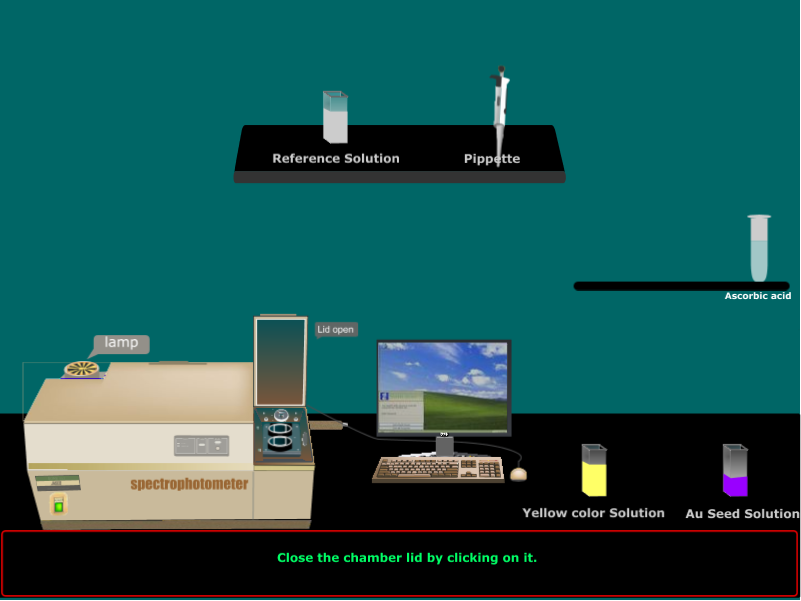 Reference Solution
Pippette
Ascorbic acid
Lid open
lamp
spectrophotometer
Yellow color Solution
Au Seed Solution
Close the chamber lid by clicking on it.